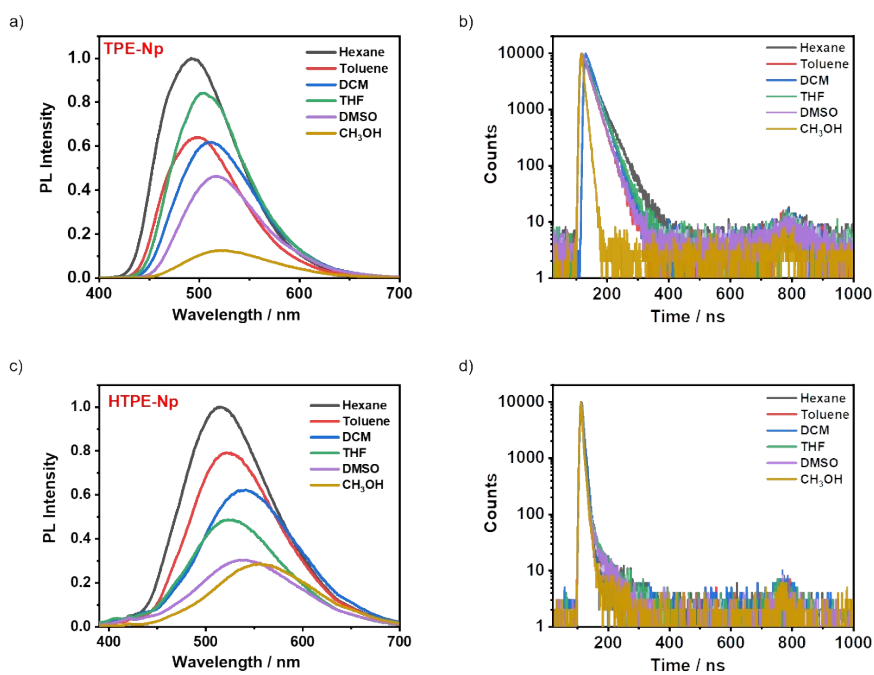 a)
TPE-Np
Hexane
Toluene
DCM
THF
DMSO
CH₃OH
PL Intensity
1.0
0.8
0.6
0.4
0.2
0.0
400 500 600 700
Wavelength / nm
b)
Hexane
Toluene
DCM
THF
DMSO
CH₃OH
Counts
10000
1000
100
10
1
200 400 600 800 1000
Time / ns
c)
HTPE-Np
Hexane
Toluene
DCM
THF
DMSO
CH₃OH
PL Intensity
1.0
0.8
0.6
0.4
0.2
0.0
400 500 600 700
Wavelength / nm
d)
Hexane
Toluene
DCM
THF
DMSO
CH₃OH
Counts
10000
1000
100
10
1
200 400 600 800 1000
Time / ns